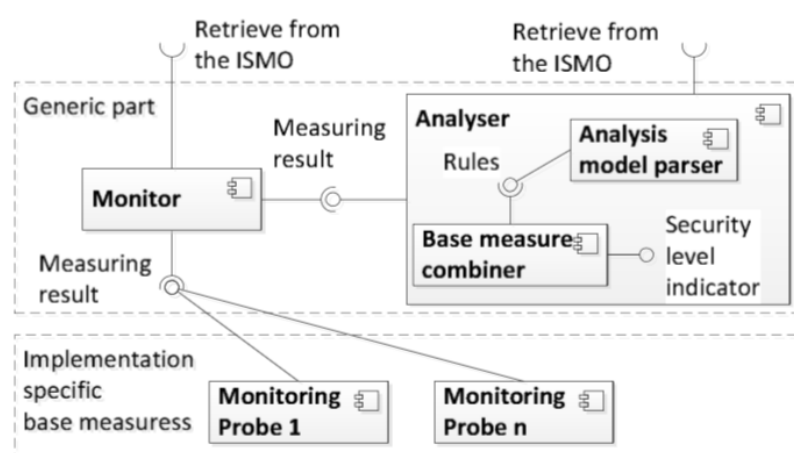 Retrieve from
the ISMO
Retrieve from
the ISMO
Generic part
Measuring
result
Analyser
Analysis
model parser
Rules
Monitor
Base measure
combiner
Security
level
indicator
Measuring
result
Implementation
specific
base measuress
Monitoring
Probe 1
Monitoring
Probe n